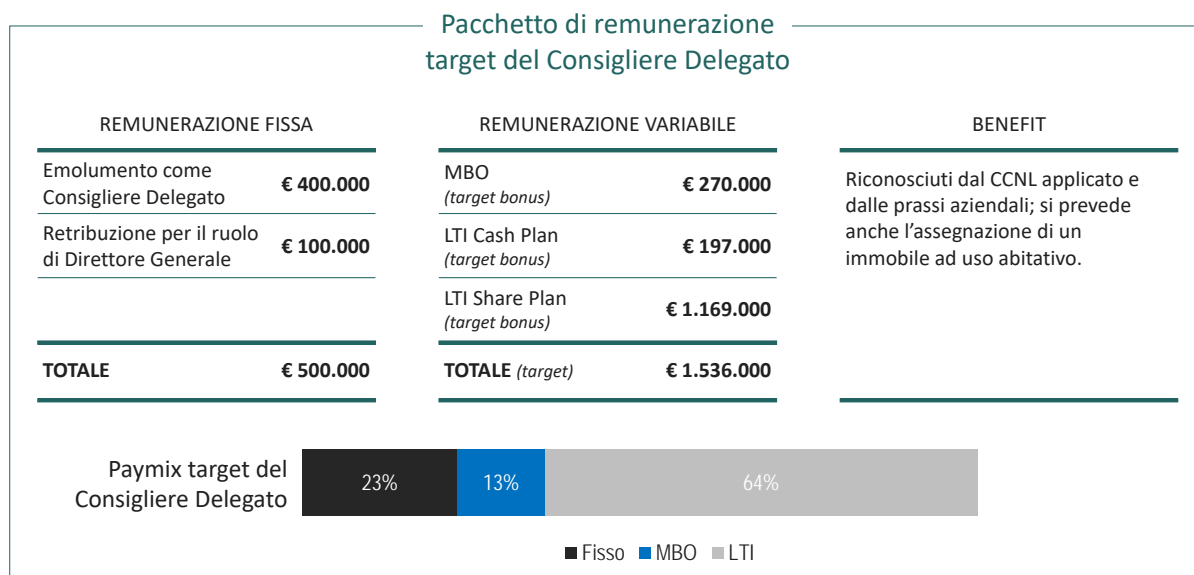 Pacchetto di remunerazione
target del Consigliere Delegato
REMUNERAZIONE FISSA
Emolumento come
Consigliere Delegato
€ 400.000
Retribuzione per il ruolo
di Direttore Generale
€ 100.000
TOTALE
€ 500.000
REMUNERAZIONE VARIABILE
MBO
(target bonus)
€ 270.000
LTI Cash Plan
(target bonus)
€ 197.000
LTI Share Plan
(target bonus)
€ 1.169.000
TOTALE (target)
€ 1.536.000
BENEFIT
Riconosciuti dal CCNL applicato e
dalle prassi aziendali; si prevede
anche l’assegnazione di un
immobile ad uso abitativo.
Paymix target del
Consigliere Delegato
23%
13%
64%
Fisso
MBO
LTI